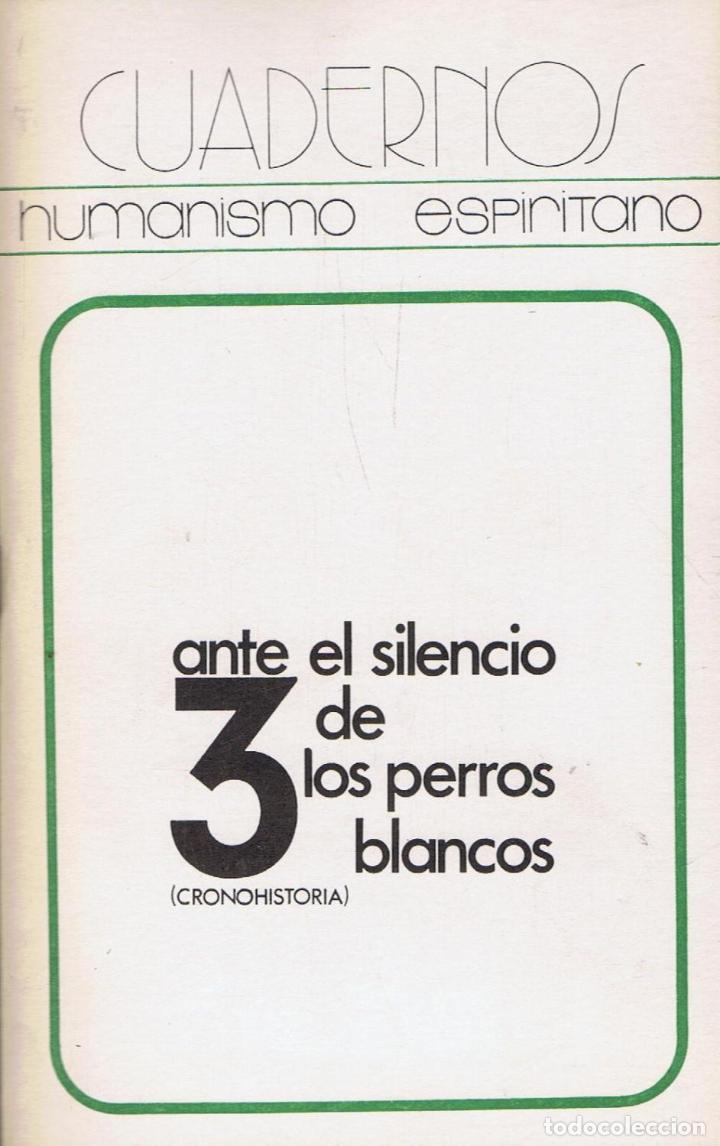 CUADERNOS
humanismo espiritano
ante el silencio
3 de
los perros
blancos
(CRONOHISTORIA)
todocoleccion